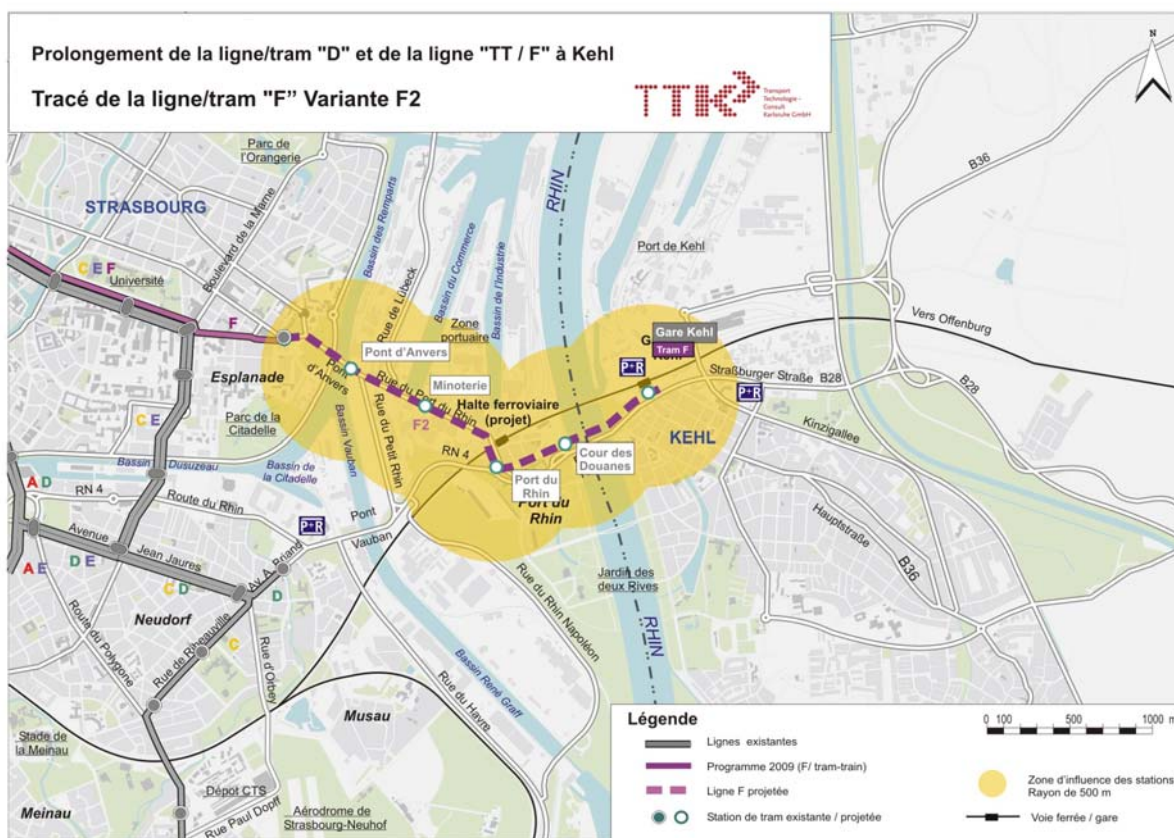 Prolongement de la ligne/tram "D" et de la ligne "TT / F" à Kehl
Tracé de la ligne/tram "F” Variante F2
TTK
Transport
Technologie -
Consult
Karlsruhe GmbH
N
Parc de
l'Orangerie
STRASBOURG
Boulevard de la Marne
Bassin des Remparts
Rue de Lübeck
Bassin du Commerce
Bassin de l'Industrie
RHIN
B36
Port de Kehl
C E F
Université
F
Zone
portuaire
Vers Offenburg
Gare Kehl
Tram F
Pont d'Anvers
Pont
d'Anvers
Esplanade
Minoterie
Rue du Port du Rhin
F2
P+R
Straßburger Straße B28
P+R
B28
Parc de la
Citadelle
Halte ferroviaire
(projet)
KEHL
Kinzigallee
C E
Rue du Petit Rhin
Bassin Vauban
Cour des
Douanes
RN 4
Bassin Dusuzeau
Bassin de
la Citadelle
Port du
Rhin
Port du
Rhin
A D
RN 4
Route du Rhin
P+R
Pont
Vauban
Hauptstraße
B36
Avenue Jean Jaures
D E
A E
Av. A. Briand
C D
D
Jardin des
deux Rives
Neudorf
Rue du Rhin Napoléon
RHIN
Route du Polygone
Rue de Ribeauville
C
Rue d'Orbey
Bassin René Graff
Rue du Havre
Musau
Stade de
la Meinau
Dépôt CTS
Meinau
Rue Paul Dopff
Aérodrome de
Strasbourg-Neuhof
Légende
0 100 500 1000 m
Lignes existantes
Programme 2009 (F/ tram-train)
Ligne F projetée
Station de tram existante / projetée
Zone d'influence des stations
Rayon de 500 m
Voie ferrée / gare